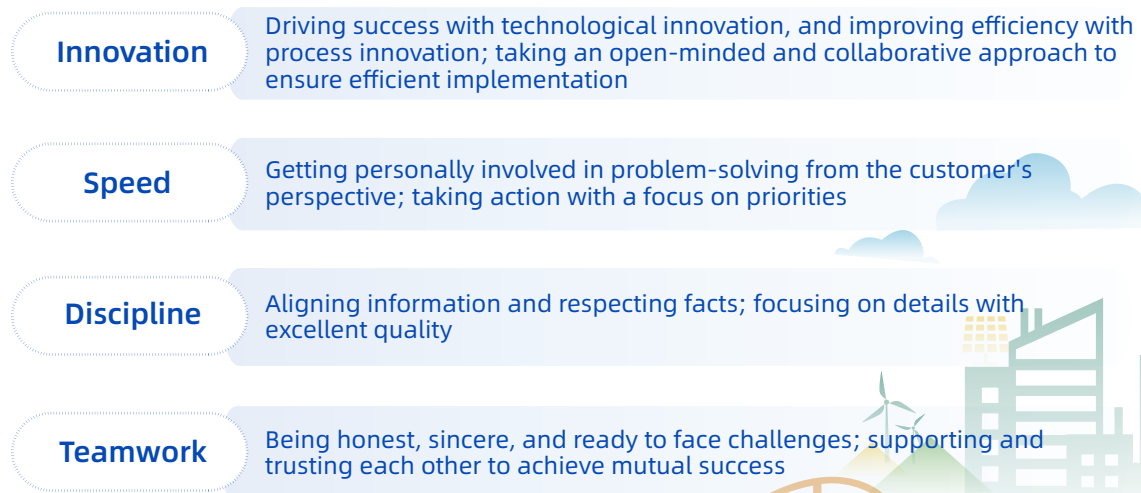 Innovation
Driving success with technological innovation, and improving efficiency with
process innovation; taking an open-minded and collaborative approach to
ensure efficient implementation
Speed
Getting personally involved in problem-solving from the customer's
perspective; taking action with a focus on priorities
Discipline
Aligning information and respecting facts; focusing on details with
excellent quality
Teamwork
Being honest, sincere, and ready to face challenges; supporting and
trusting each other to achieve mutual success